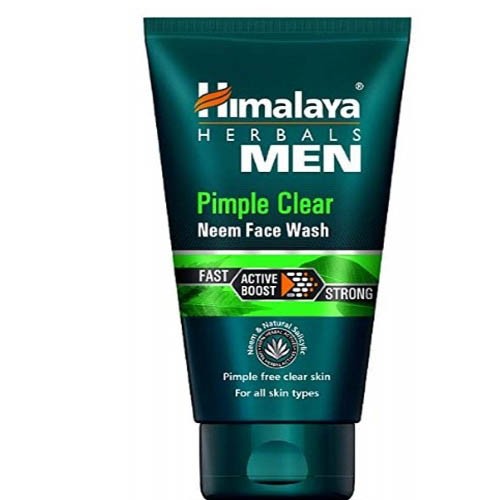 Himalaya®
HERBALS
MEN
Pimple Clear
Neem Face Wash
FAST ACTIVE BOOST STRONG
Neem & Natural Salicylic
Pimple free clear skin
For all skin types